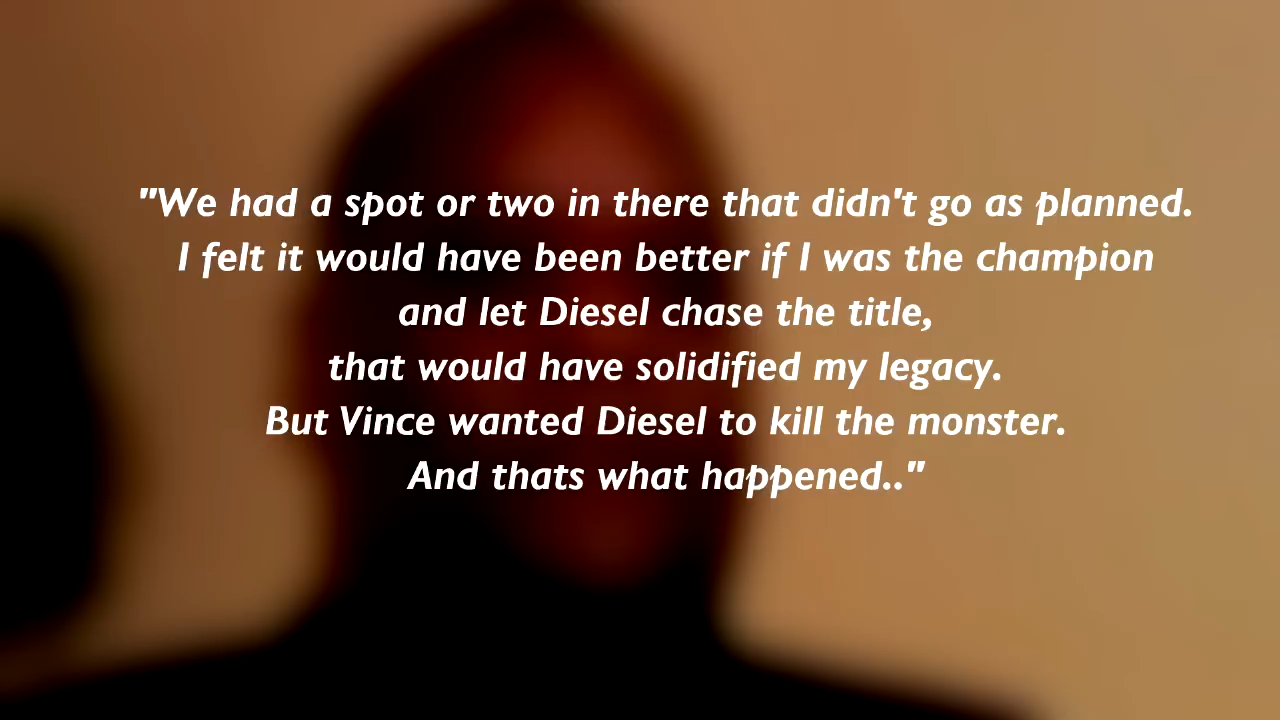 "We had a spot or two in there that didn't go as planned.
I felt it would have been better if I was the champion
and let Diesel chase the title,
that would have solidified my legacy.
But Vince wanted Diesel to kill the monster.
And thats what happened.."